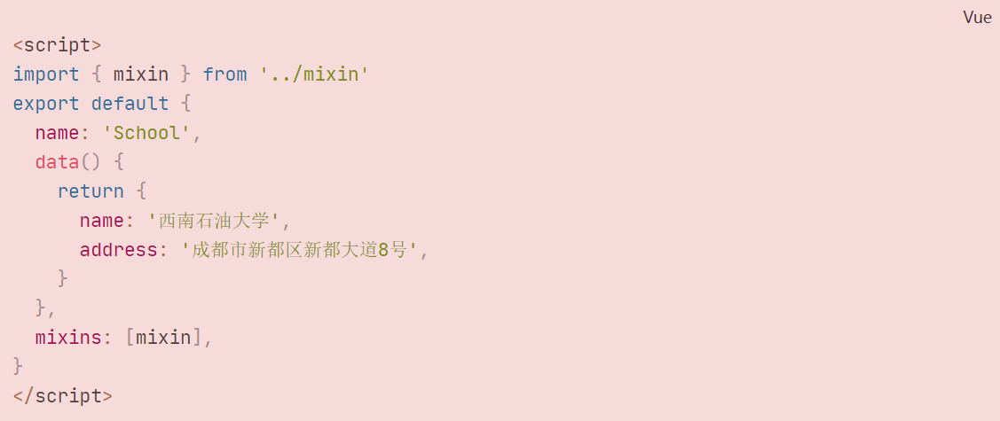 Vue
<script>
import { mixin } from '../mixin'
export default {
  name: 'School',
  data() {
    return {
      name: '西南石油大学',
      address: '成都市新都区新都大道8号',
    }
  },
  mixins: [mixin],
}
</script>